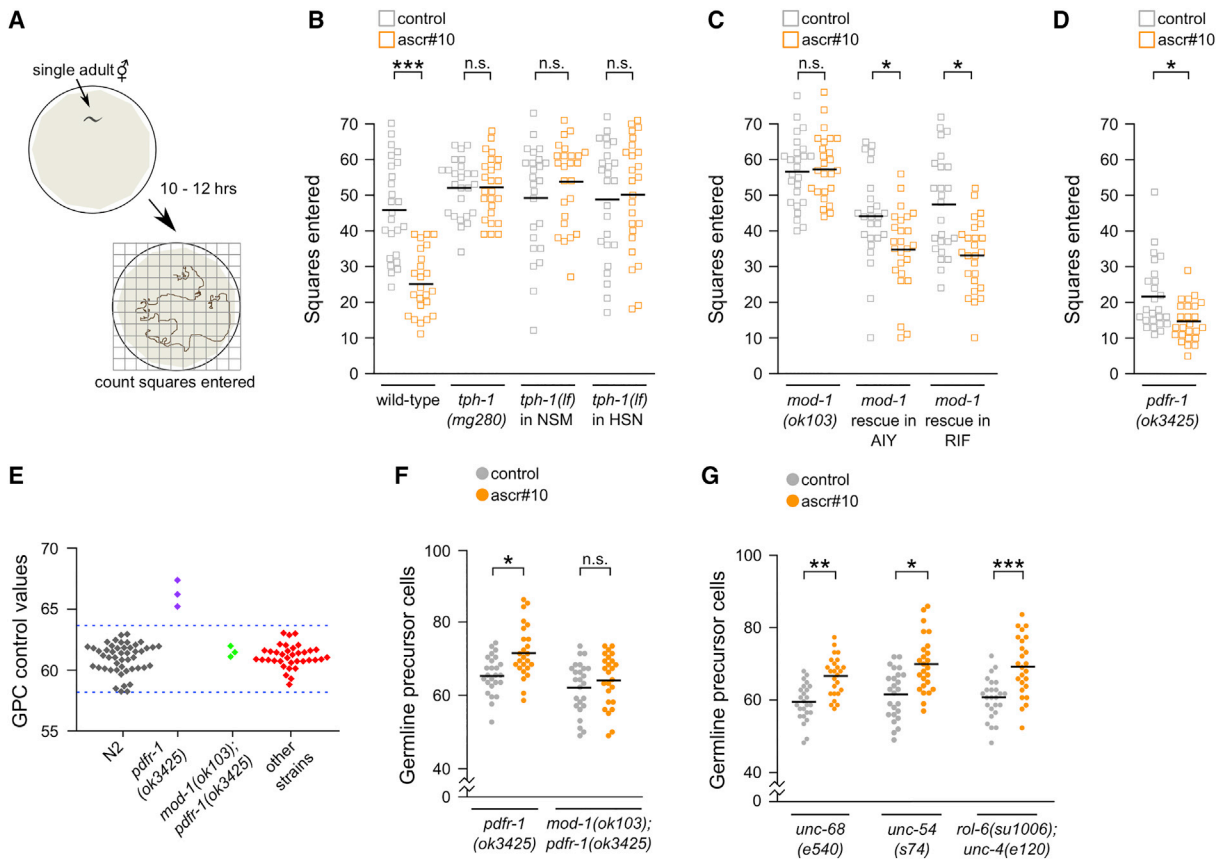 A
single adult ⚥
10 - 12 hrs
count squares entered
B
control
ascr#10
***
n.s.
n.s.
n.s.
Squares entered
70
60
50
40
30
20
10
0
wild-type
tph-1
(mg280)
tph-1(lf)
in NSM
tph-1(lf)
in HSN
C
control
ascr#10
n.s.
*
*
Squares entered
70
60
50
40
30
20
10
0
mod-1
(ok103)
mod-1
rescue in
AIY
mod-1
rescue in
RIF
D
control
ascr#10
*
Squares entered
70
60
50
40
30
20
10
0
pdfr-1
(ok3425)
E
GPC control values
70
65
60
55
N2
pdfr-1
(ok3425)
mod-1(ok103);
pdfr-1(ok3425)
other
strains
F
control
ascr#10
*
n.s.
Germline precursor cells
100
80
60
40
0
pdfr-1
(ok3425)
mod-1(ok103);
pdfr-1(ok3425)
G
control
ascr#10
**
*
***
Germline precursor cells
100
80
60
40
0
unc-68
(e540)
unc-54
(s74)
rol-6(su1006);
unc-4(e120)